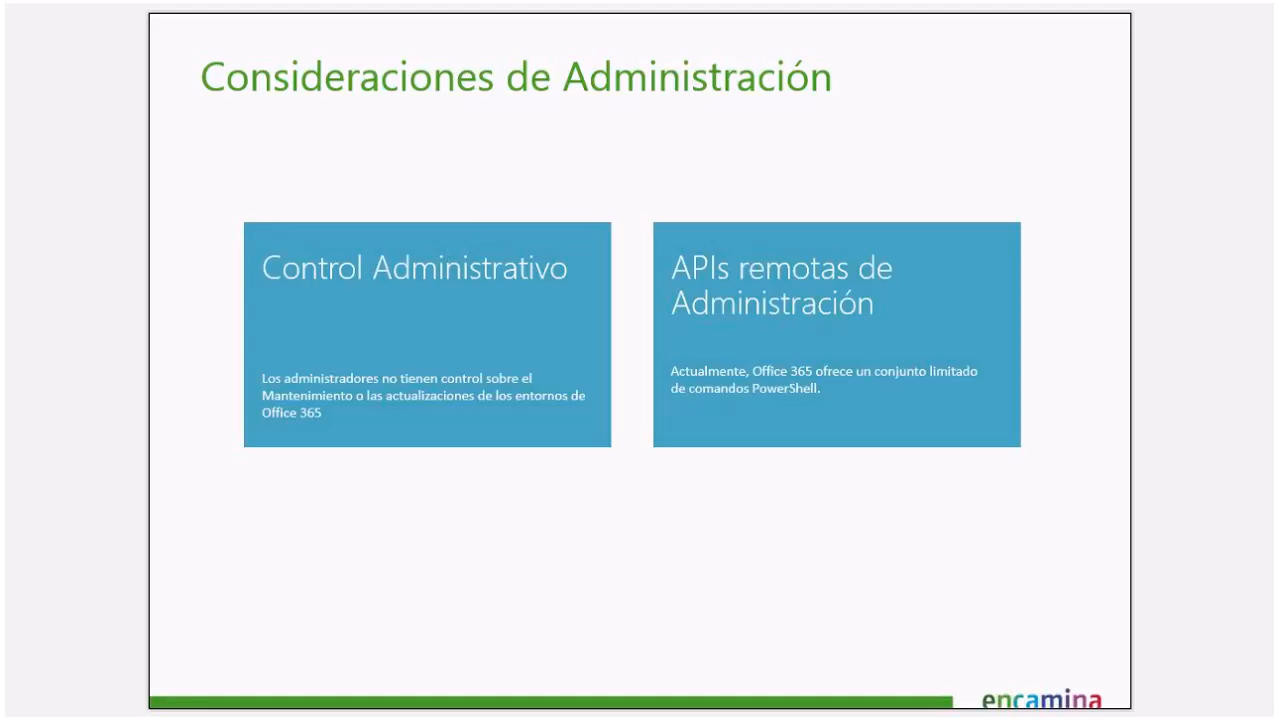 Consideraciones de Administración
Control Administrativo
Los administradores no tienen control sobre el
Mantenimiento o las actualizaciones de los entornos de
Office 365
APIs remotas de
Administración
Actualmente, Office 365 ofrece un conjunto limitado
de comandos PowerShell.
encamina